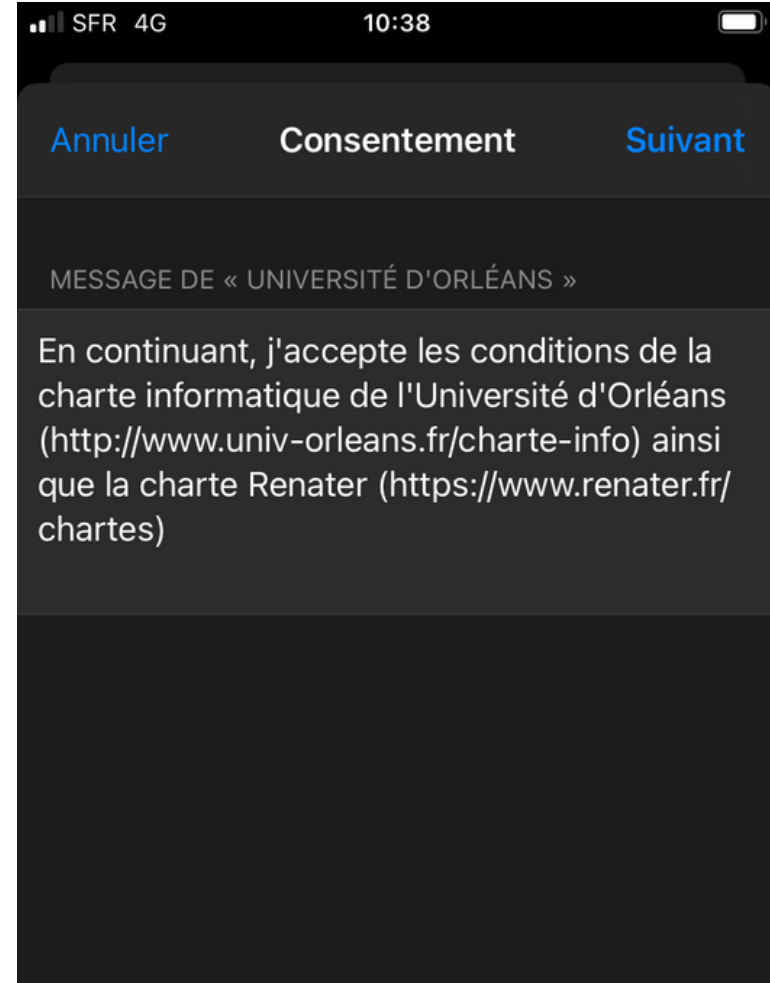 SFR 4G 10:38
Annuler Consentement Suivant
MESSAGE DE « UNIVERSITÉ D'ORLÉANS »
En continuant, j'accepte les conditions de la
charte informatique de l'Université d'Orléans
(http://www.univ-orleans.fr/charte-info) ainsi
que la charte Renater (https://www.renater.fr/
chartes)